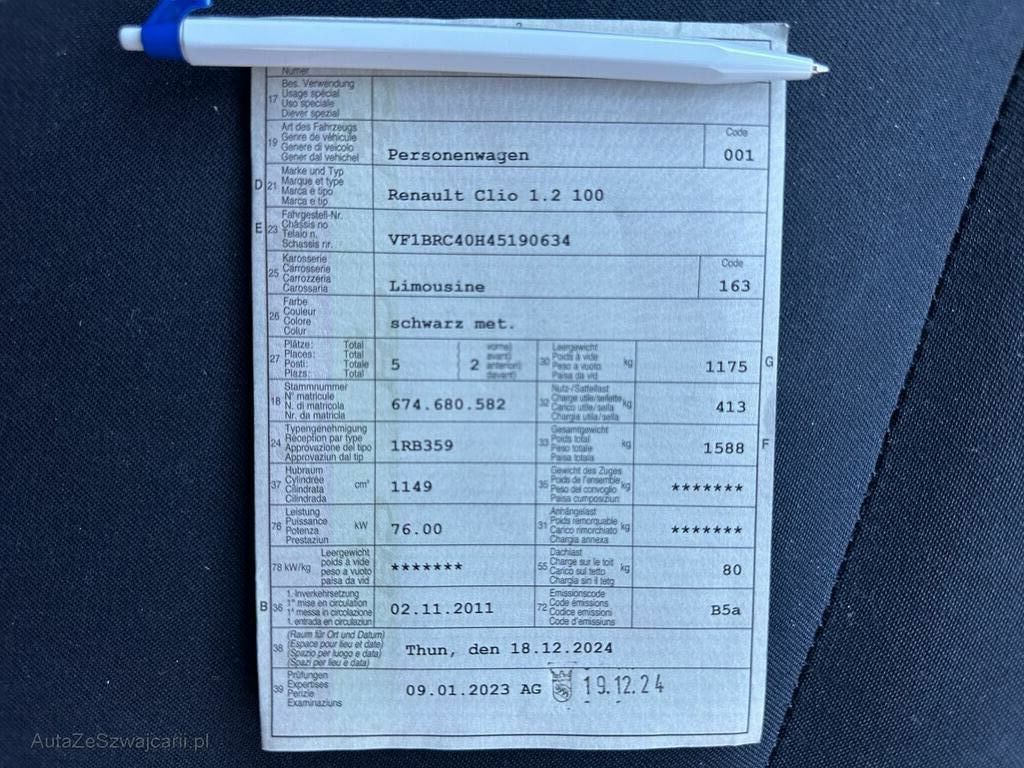 Numer
17 Bes. Verwendung
Usage spécial
Uso speciale
Diever spezial
19 Art des Fahrzeugs
Genre de véhicule
Genere di veicolo
Gener dal vehichel
Personenwagen
Code
001
D 21 Marke und Typ
Marque et type
Marca e tipo
Marca e tip
Renault Clio 1.2 100
E 23 Fahrgestell-Nr.
Châssis no
Telaio n.
Schassis nr.
VF1BRC40H45190634
25 Karosserie
Carrosserie
Carrozzeria
Carossaria
Limousine
Code
163
26 Farbe
Couleur
Colore
Colur
schwarz met.
27 Plätze: Total
Places: Total
Posti: Totale
Plazs: Total
5
2 vorne)
avant)
anteriori)
davant)
30 Leergewicht
Poids à vide
Peso a vuoto
Paisa da vid
kg
1175
G
18 Stammnummer
N° matricule
N. di matricola
Nr. da matricla
674.680.582
32 Nutz-/Sattellast
Charge utile/sellette
Carico utile/sella
Chargia utila/sella
kg
413
24 Typengenehmigung
Réception par type
Approvazione del tipo
Approvaziun dal tip
1RB359
33 Gesamtgewicht
Poids total
Peso totale
Paisa totala
kg
1588
F
37 Hubraum
Cylindrée
Cilindrata
Cilindrada
cm³
1149
35 Gewicht des Zuges
Poids de l'ensemble
Peso del convoglio
Paisa cumposiziun
kg
*******
76 Leistung
Puissance
Potenza
Prestaziun
kW
76.00
31 Anhängelast
Poids remorquable
Carico rimorchiato
Chargia annexa
kg
*******
78 kW/kg Leergewicht
poids à vide
peso a vuoto
paisa da vid
*******
55 Dachlast
Charge sur le toit
Carico sul tetto
Chargia sin il tetg
kg
80
B 36 1. Inverkehrsetzung
1re mise en circulation
1a messa in circolazione
1. entrada en circulaziun
02.11.2011
72 Emissionscode
Code émissions
Codice emissioni
Code d'emissiuns
B5a
38 (Raum für Ort und Datum)
(Espace pour lieu et date)
(Spazio per luogo e data)
(Spazi per lieu e data)
Thun, den 18.12.2024
39 Prüfungen
Expertises
Perizie
Examinaziuns
09.01.2023 AG
19.12.24
AutaZeSzwajcarii.pl